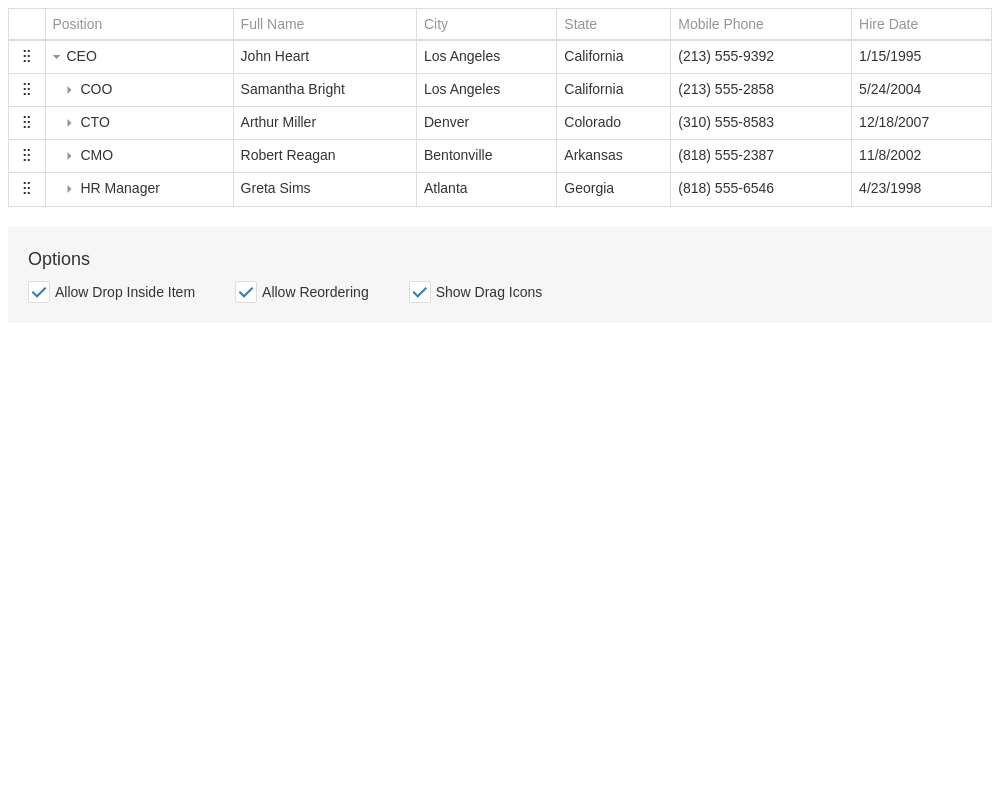 Position Full Name City State Mobile Phone Hire Date
CEO John Heart Los Angeles California (213) 555-9392 1/15/1995
COO Samantha Bright Los Angeles California (213) 555-2858 5/24/2004
CTO Arthur Miller Denver Colorado (310) 555-8583 12/18/2007
CMO Robert Reagan Bentonville Arkansas (818) 555-2387 11/8/2002
HR Manager Greta Sims Atlanta Georgia (818) 555-6546 4/23/1998
Options
Allow Drop Inside Item Allow Reordering Show Drag Icons